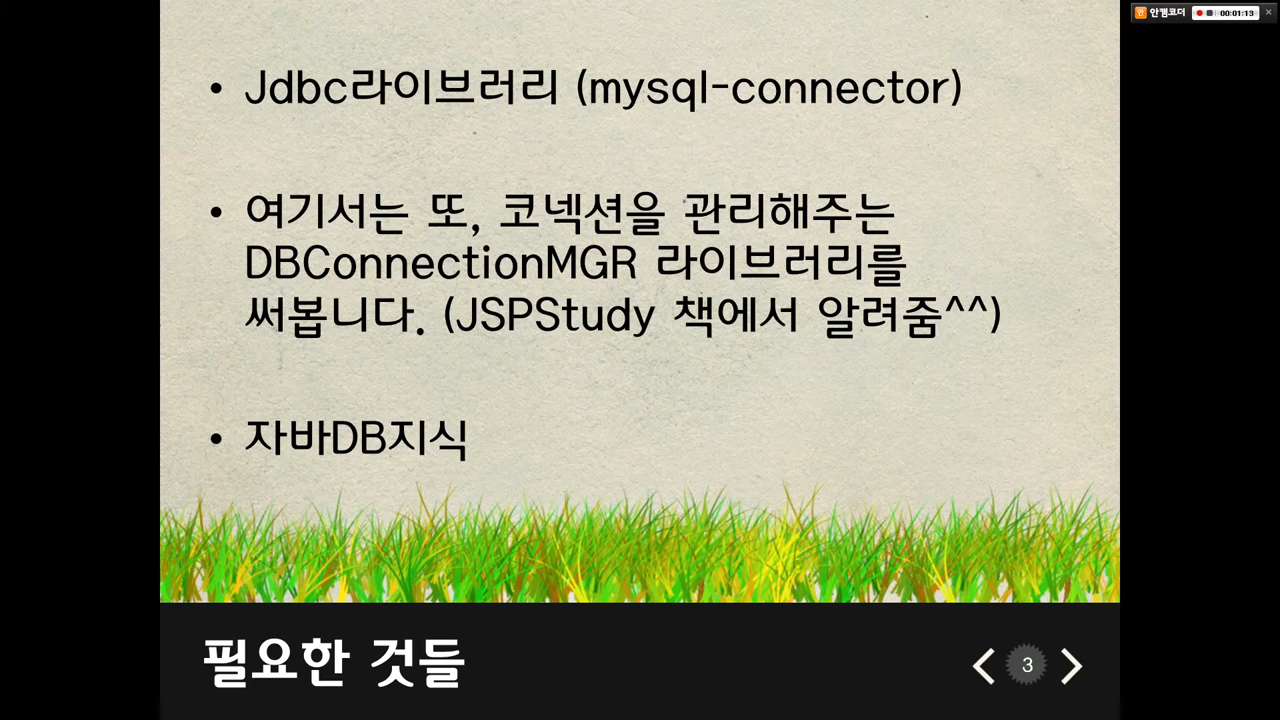 안캠코더 00:01:13
• Jdbc라이브러리 (mysql-connector)
• 여기서는 또, 코넥션을 관리해주는
DBConnectionMGR 라이브러리를
써봅니다. (JSPStudy 책에서 알려줌^^)
• 자바DB지식
필요한 것들
3